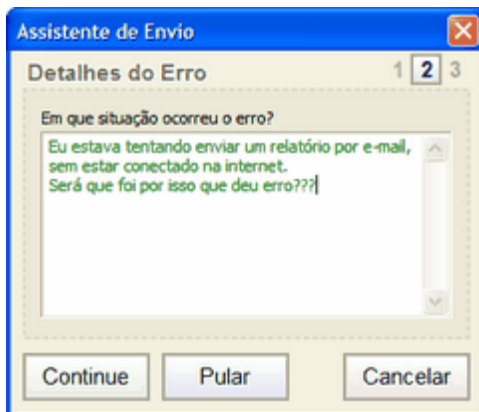 Assistente de Envio
Detalhes do Erro
1 2 3
Em que situação ocorreu o erro?
Eu estava tentando enviar um relatório por e-mail,
sem estar conectado na internet.
Será que foi por isso que deu erro???
Continue Pular Cancelar